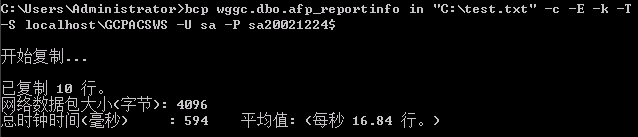 C:\Users\Administrator>bcp wggc.dbo.afp_reportinfo in "C:\test.txt" -c -E -k -T
-S localhost\GCPACSWS -U sa -P sa20021224$
开始复制...
已复制 10 行。
网络数据包大小(字节): 4096
总时钟时间(毫秒)     : 594    平均值: (每秒 16.84 行。)